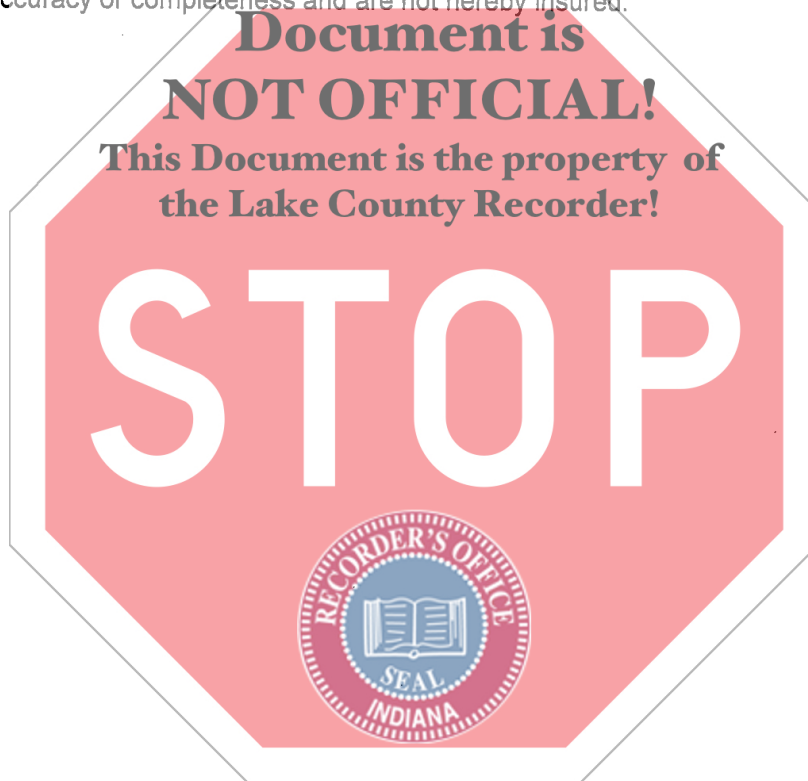 ccuracy or completeness and are not hereby insured.
Document is
NOT OFFICIAL!
This Document is the property of
the Lake County Recorder!
STOP
RECORDER'S OFFICE
SEAL
INDIANA